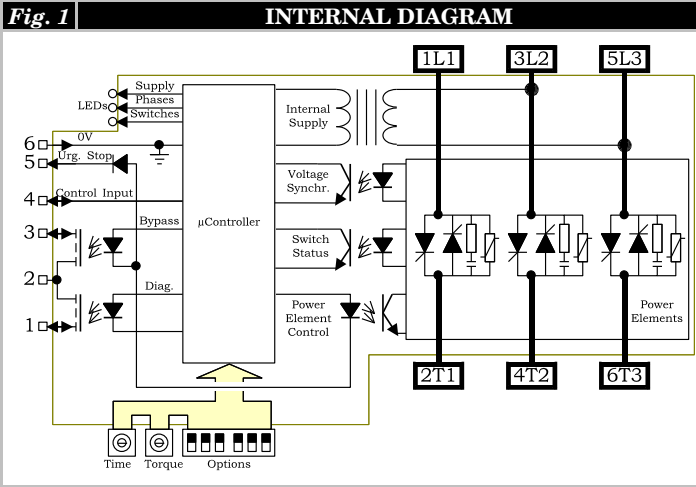 Fig. 1
INTERNAL DIAGRAM
1L1
3L2
5L3
LEDs
Supply
Phases
Switches
Internal
Supply
6
0V
5
Urg. Stop
4
Control Input
3
Bypass
2
Diag.
1
µController
Voltage
Synchr.
Switch
Status
Power
Element
Control
Power
Elements
2T1
4T2
6T3
Time
Torque
Options